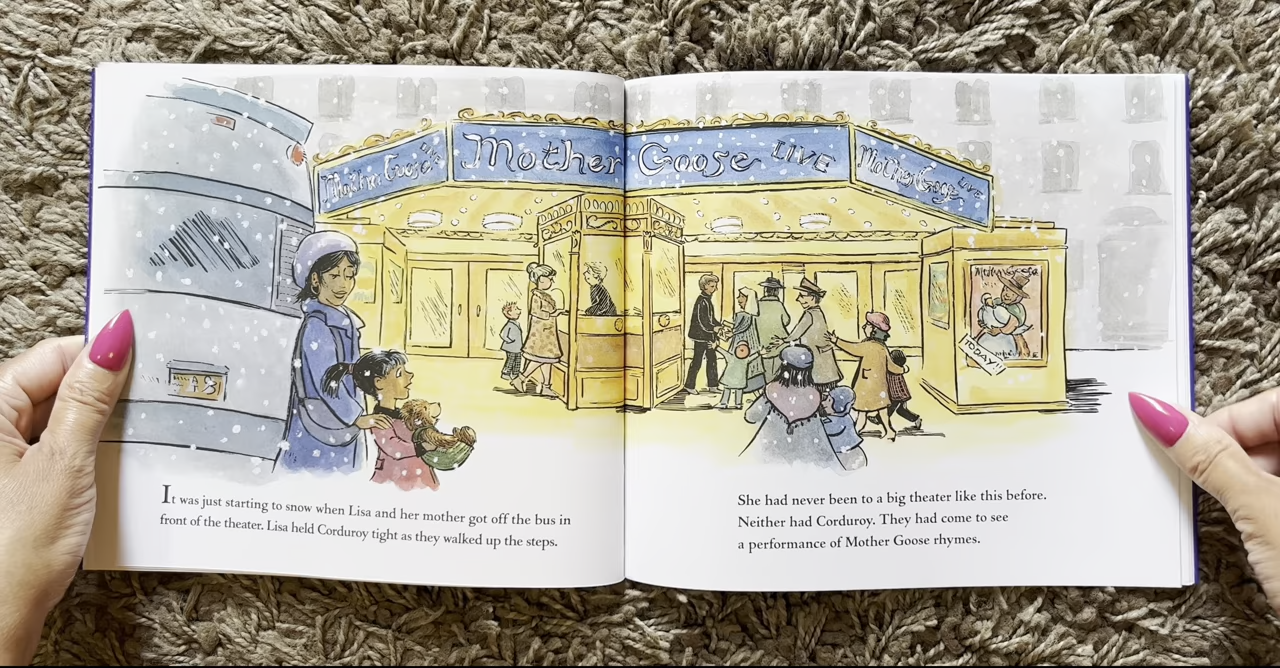 Mother Goose
Mother Goose LIVE
Mother Goose LIVE
Mother Goose
TODAY!!
It was just starting to snow when Lisa and her mother got off the bus in
front of the theater. Lisa held Corduroy tight as they walked up the steps.
She had never been to a big theater like this before.
Neither had Corduroy. They had come to see
a performance of Mother Goose rhymes.